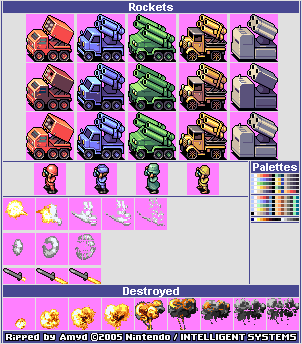 Rockets
Palettes
Destroyed
Ripped by Amyd ©2005 Nintendo / INTELLIGENT SYSTEMS